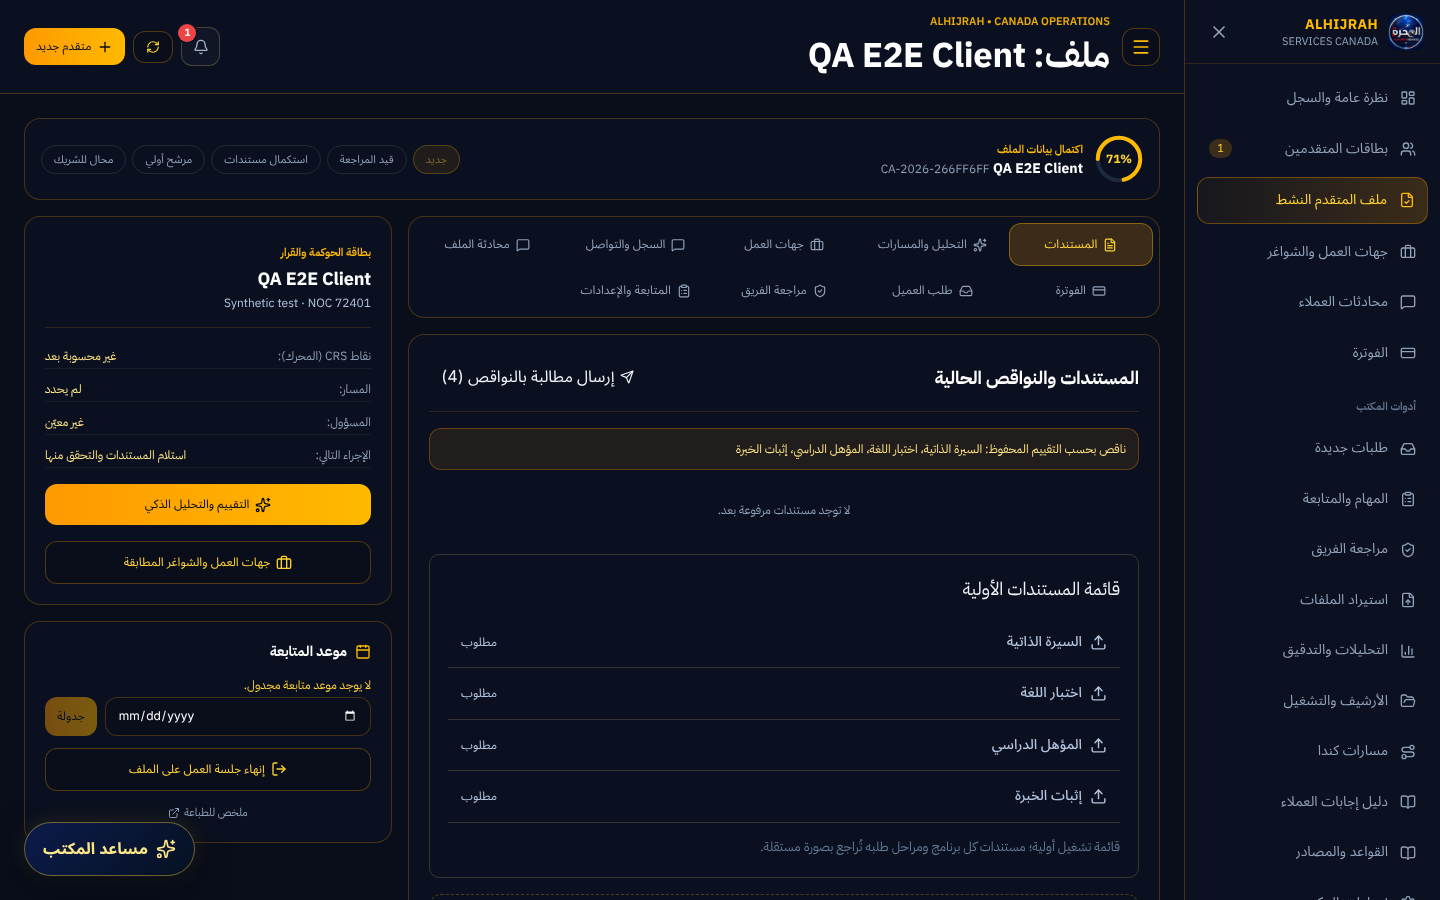 ALHIJRAH
SERVICES CANADA
نظرة عامة والسجل
بطاقات المتقدمين
1
ملف المتقدم النشط
جهات العمل والشواغر
محادثات العملاء
الفوترة
أدوات المكتب
طلبات جديدة
المهام والمتابعة
مراجعة الفريق
استيراد الملفات
التحليلات والتدقيق
الأرشيف والتشغيل
مسارات كندا
دليل إجابات العملاء
القواعد والمصادر
ALHIJRAH • CANADA OPERATIONS
ملف: QA E2E Client
1
متقدم جديد
71%
اكتمال بيانات الملف
QA E2E Client CA-2026-266FF6FF
جديد
قيد المراجعة
استكمال مستندات
مرشح أولي
محال للشريك
المستندات
التحليل والمسارات
جهات العمل
السجل والتواصل
محادثة الملف
الفوترة
طلب العميل
مراجعة الفريق
المتابعة والإعدادات
المستندات والنواقص الحالية
إرسال مطالبة بالنواقص (4)
ناقص بحسب التقييم المحفوظ: السيرة الذاتية، اختبار اللغة، المؤهل الدراسي، إثبات الخبرة
لا توجد مستندات مرفوعة بعد.
قائمة المستندات الأولية
السيرة الذاتية
مطلوب
اختبار اللغة
مطلوب
المؤهل الدراسي
مطلوب
إثبات الخبرة
مطلوب
قائمة تشغيل أولية؛ مستندات كل برنامج ومراحل طلبه تُراجع بصورة مستقلة.
بطاقة الحوكمة والقرار
QA E2E Client
Synthetic test · NOC 72401
نقاط CRS (المحرك):
غير محسوبة بعد
المسار:
لم يحدد
المسؤول:
غير معيّن
الإجراء التالي:
استلام المستندات والتحقق منها
التقييم والتحليل الذكي
جهات العمل والشواغر المطابقة
موعد المتابعة
لا يوجد موعد متابعة مجدول.
mm/dd/yyyy
جدولة
إنهاء جلسة العمل على الملف
ملخص للطباعة
مساعد المكتب